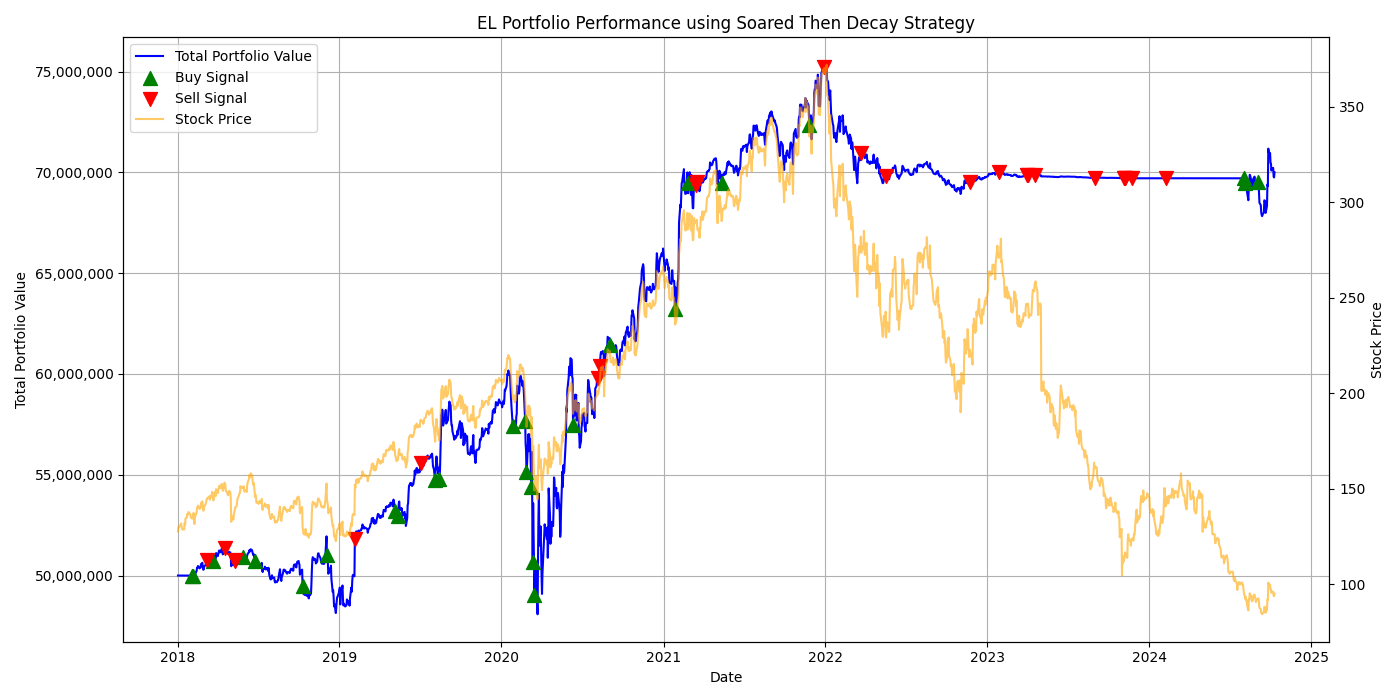 EL Portfolio Performance using Soared Then Decay Strategy
Total Portfolio Value
Buy Signal
Sell Signal
Stock Price
75,000,000
70,000,000
65,000,000
60,000,000
55,000,000
50,000,000
Total Portfolio Value
350
300
250
200
150
100
Stock Price
2018
2019
2020
2021
2022
2023
2024
2025
Date